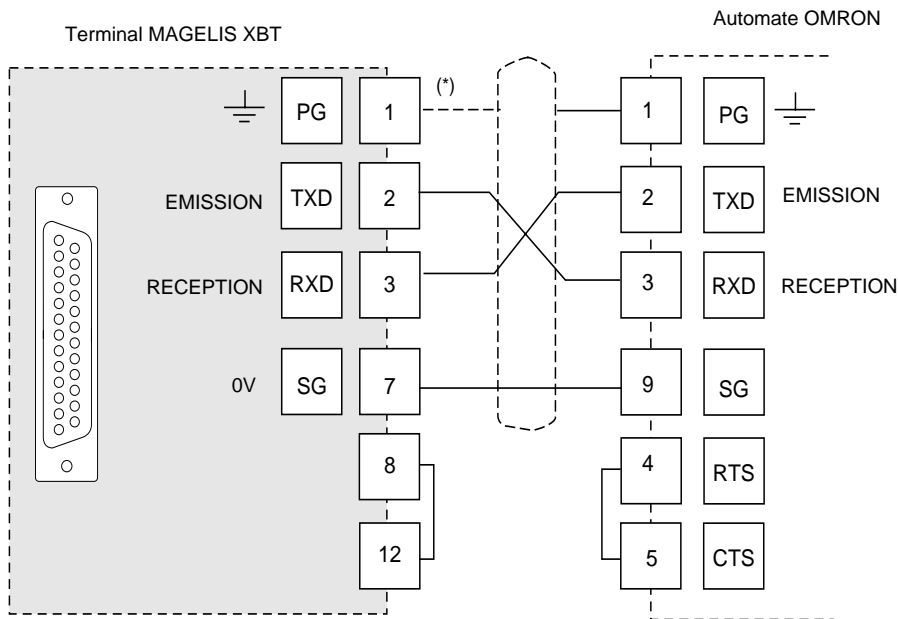 Automate OMRON
Terminal MAGELIS XBT
PG 1 (*) 1 PG
EMISSION TXD 2 2 TXD EMISSION
RECEPTION RXD 3 3 RXD RECEPTION
0V SG 7 9 SG
8 4 RTS
12 5 CTS